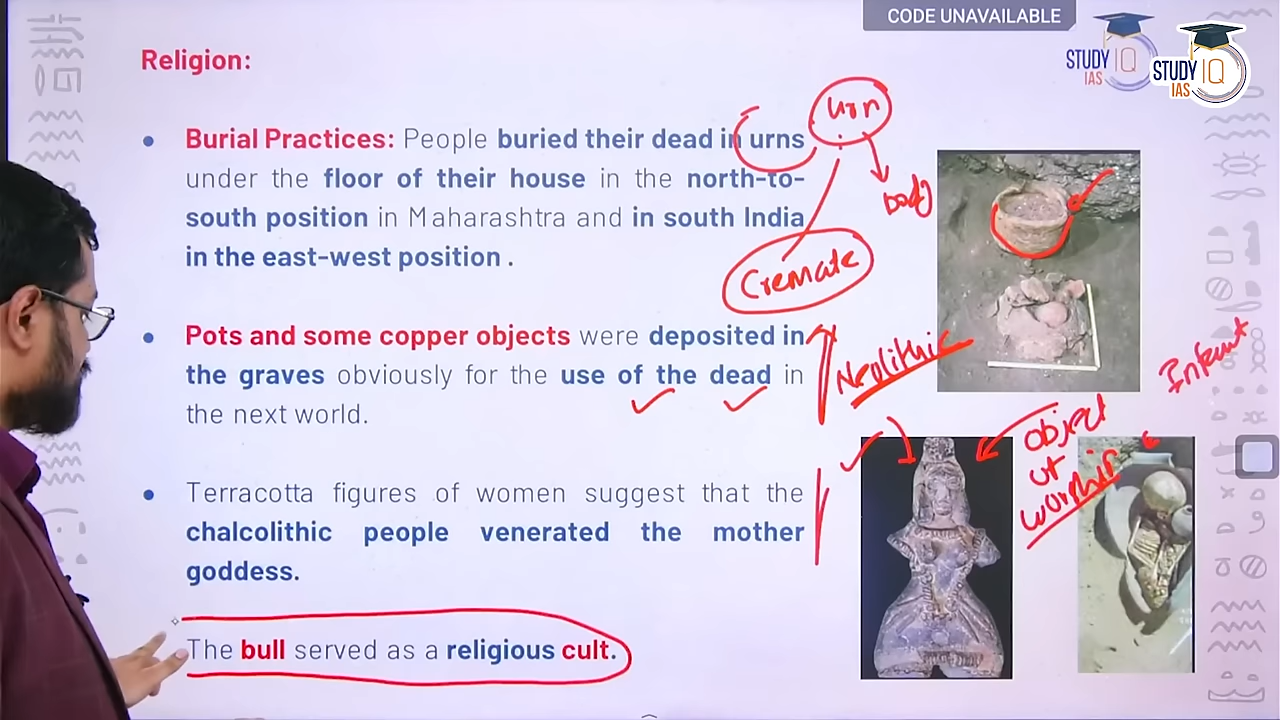 CODE UNAVAILABLE
STUDY IQ
IAS
STUDY IQ
IAS
Religion:
• Burial Practices: People buried their dead in urns
under the floor of their house in the north-to-
south position in Maharashtra and in south India
in the east-west position .
• Pots and some copper objects were deposited in
the graves obviously for the use of the dead in
the next world.
• Terracotta figures of women suggest that the
chalcolithic people venerated the mother
goddess.
The bull served as a religious cult.
urn
body
Cremate
Neolithic
Infant
object
of
worship